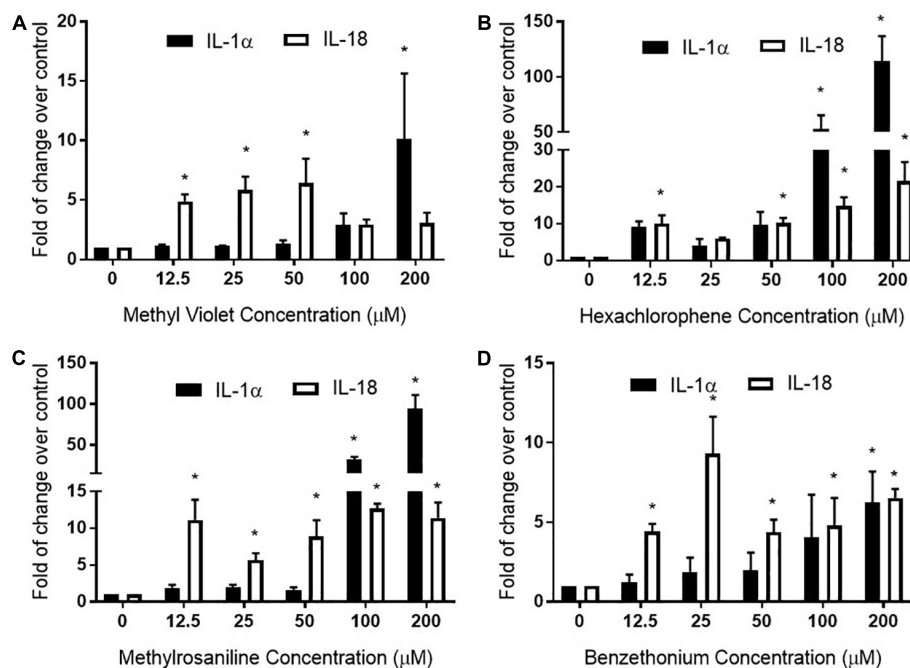 A
Fold of change over control
20
15
10
5
0
IL-1α
IL-18
*
*
*
*
0 12.5 25 50 100 200
Methyl Violet Concentration (μM)
B
Fold of change over control
150
100
50
30
20
10
0
IL-1α
IL-18
*
*
*
*
*
*
0 12.5 25 50 100 200
Hexachlorophene Concentration (μM)
C
Fold of change over control
150
100
50
15
10
5
0
IL-1α
IL-18
*
*
*
*
*
*
*
0 12.5 25 50 100 200
Methylrosaniline Concentration (μM)
D
Fold of change over control
15
10
5
0
IL-1α
IL-18
*
*
*
*
*
*
0 12.5 25 50 100 200
Benzethonium Concentration (μM)